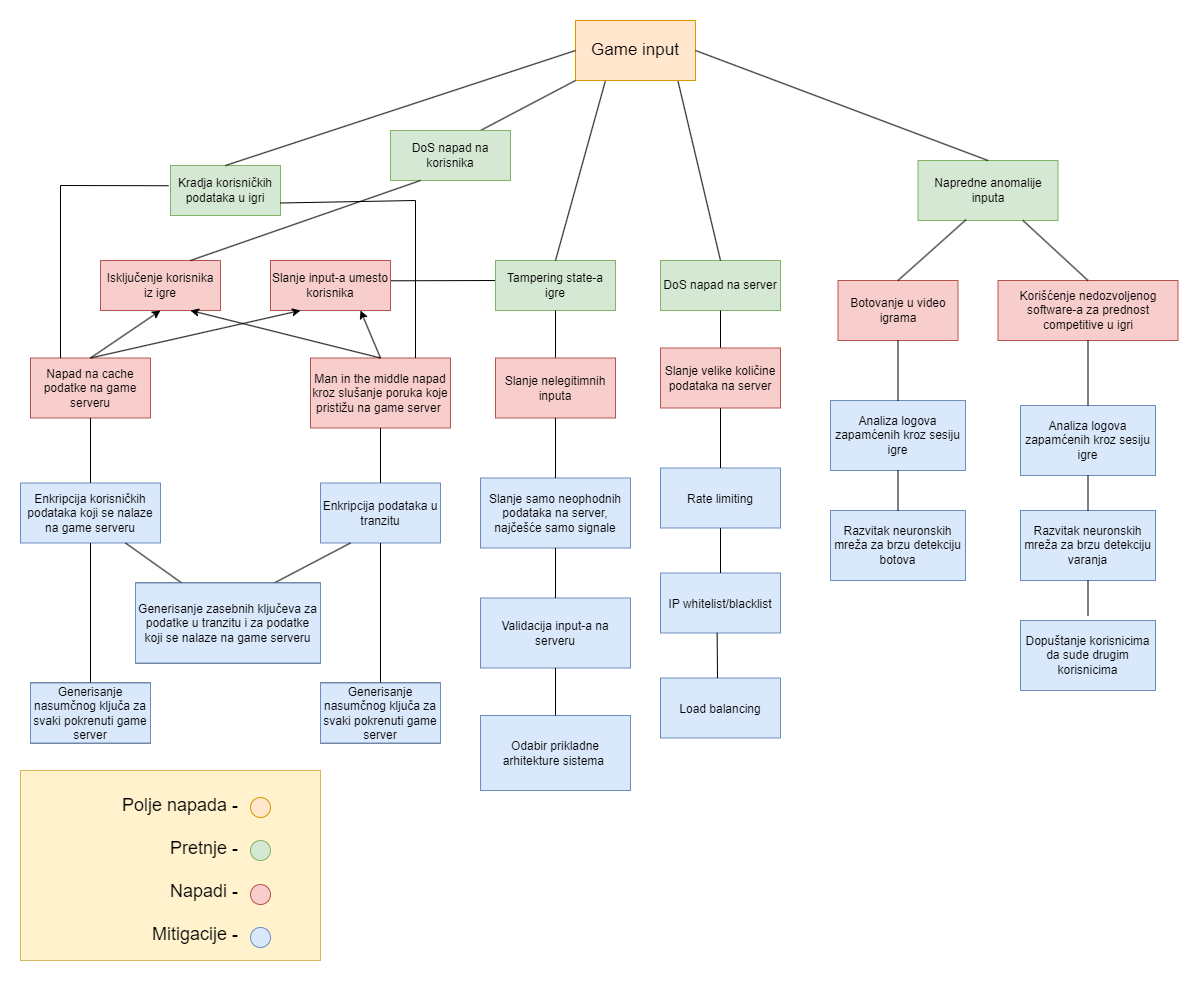 Game input
DoS napad na
korisnika
Kradja korisničkih
podataka u igri
Napredne anomalije
inputa
Isključenje korisnika
iz igre
Slanje input-a umesto
korisnika
Tampering state-a
igre
DoS napad na server
Botovanje u video
igrama
Korišćenje nedozvoljenog
software-a za prednost
competitive u igri
Napad na cache
podatke na game
serveru
Man in the middle napad
kroz slušanje poruka koje
pristižu na game server
Slanje nelegitimnih
inputa
Slanje velike količine
podataka na server
Analiza logova
zapamćenih kroz sesiju
igre
Analiza logova
zapamćenih kroz sesiju
igre
Enkripcija korisničkih
podataka koji se nalaze
na game serveru
Enkripcija podataka u
tranzitu
Slanje samo neophodnih
podataka na server,
najčešće samo signale
Rate limiting
Razvitak neuronskih
mreža za brzu detekciju
botova
Razvitak neuronskih
mreža za brzu detekciju
varanja
Generisanje zasebnih ključeva za
podatke u tranzitu i za podatke
koji se nalaze na game serveru
Validacija input-a na
serveru
IP whitelist/blacklist
Dopuštanje korisnicima
da sude drugim
korisnicima
Generisanje
nasumčnog ključa za
svaki pokrenuti game
server
Generisanje
nasumčnog ključa za
svaki pokrenuti game
server
Odabir prikladne
arhitekture sistema
Load balancing
Polje napada -
Pretnje -
Napadi -
Mitigacije -